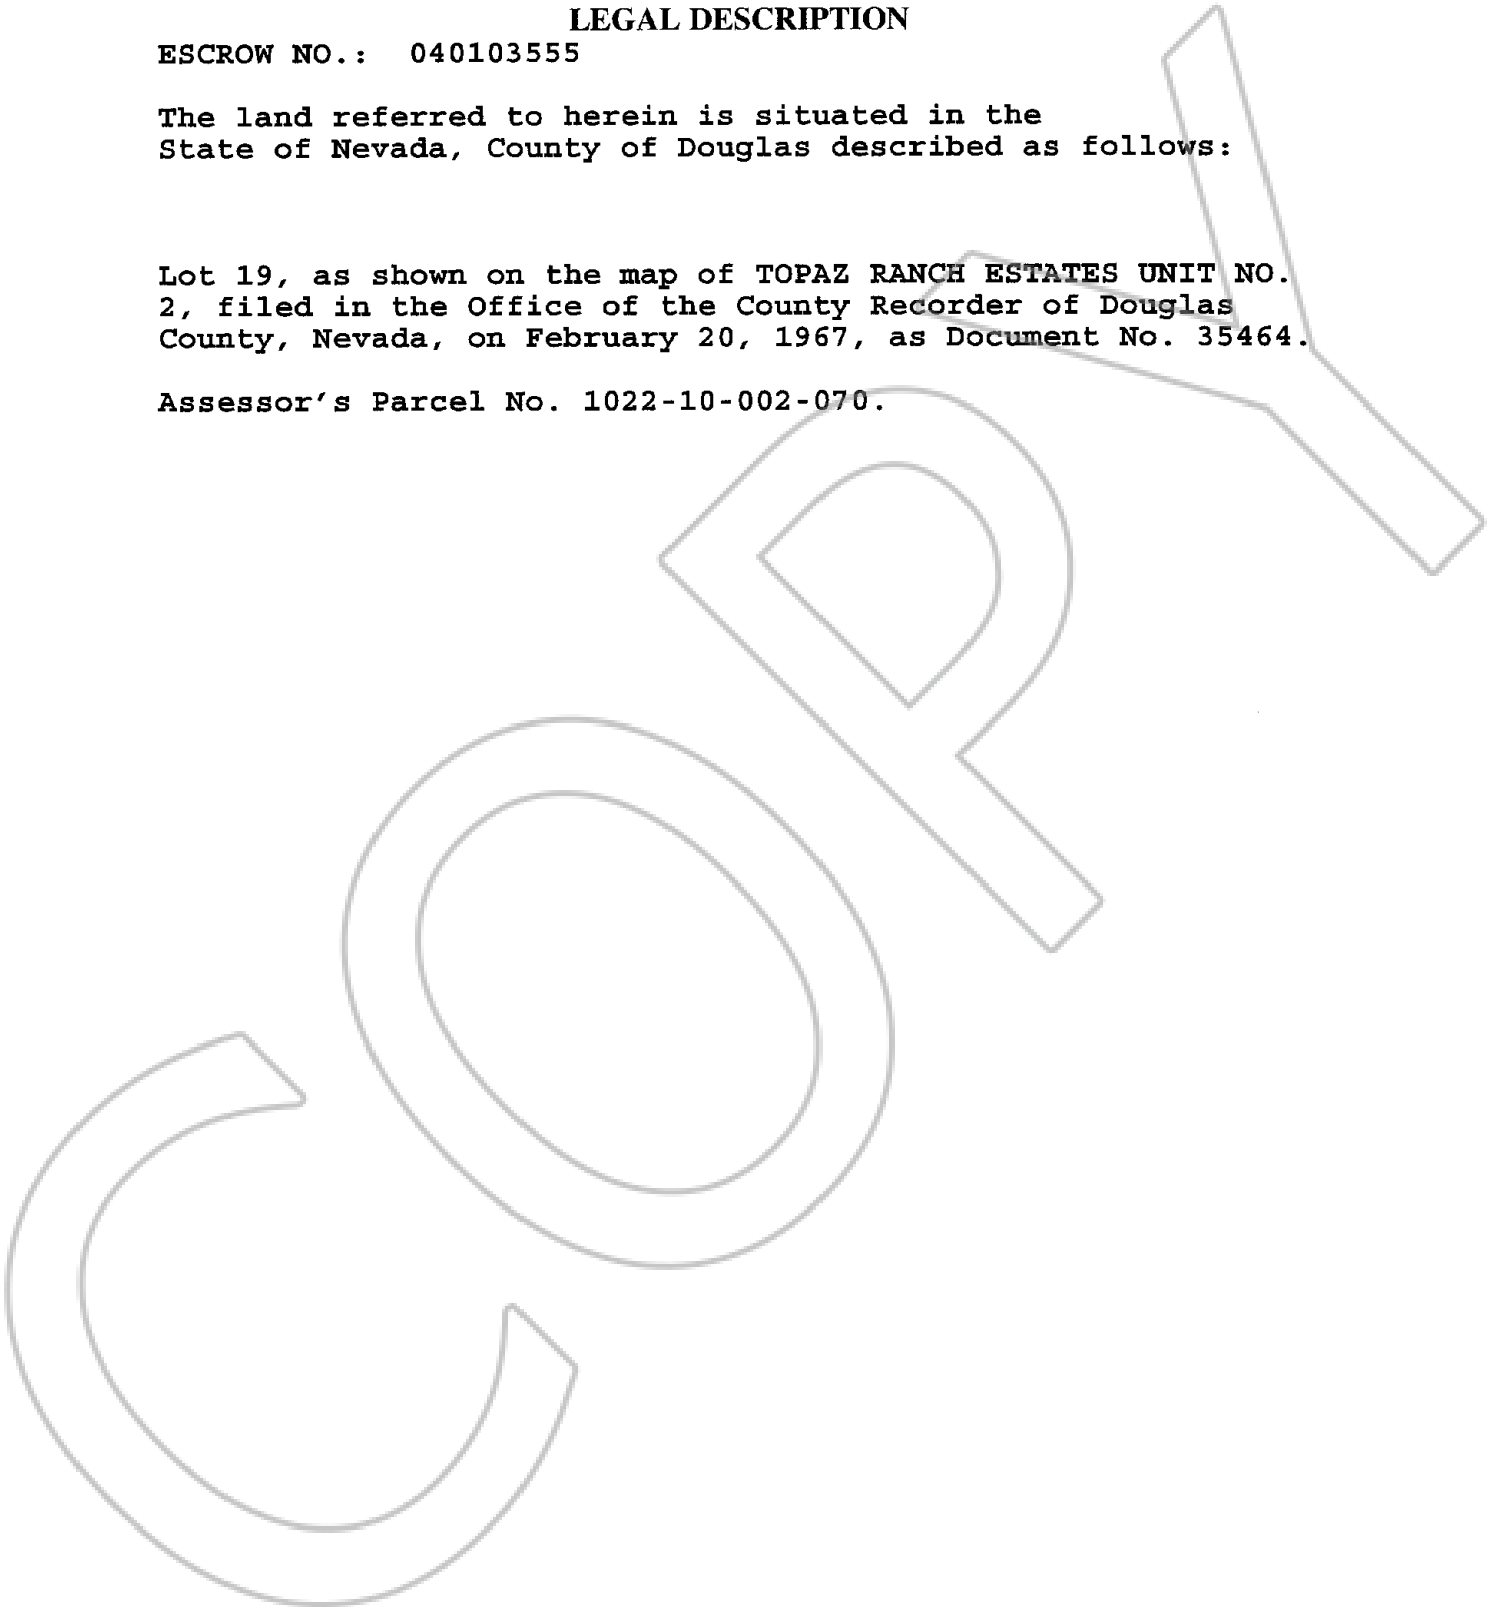 LEGAL DESCRIPTION
ESCROW NO.: 040103555
The land referred to herein is situated in the
State of Nevada, County of Douglas described as follows:
Lot 19, as shown on the map of TOPAZ RANCH ESTATES UNIT NO.
2, filed in the Office of the County Recorder of Douglas
County, Nevada, on February 20, 1967, as Document No. 35464.
Assessor's Parcel No. 1022-10-002-070.
COPY